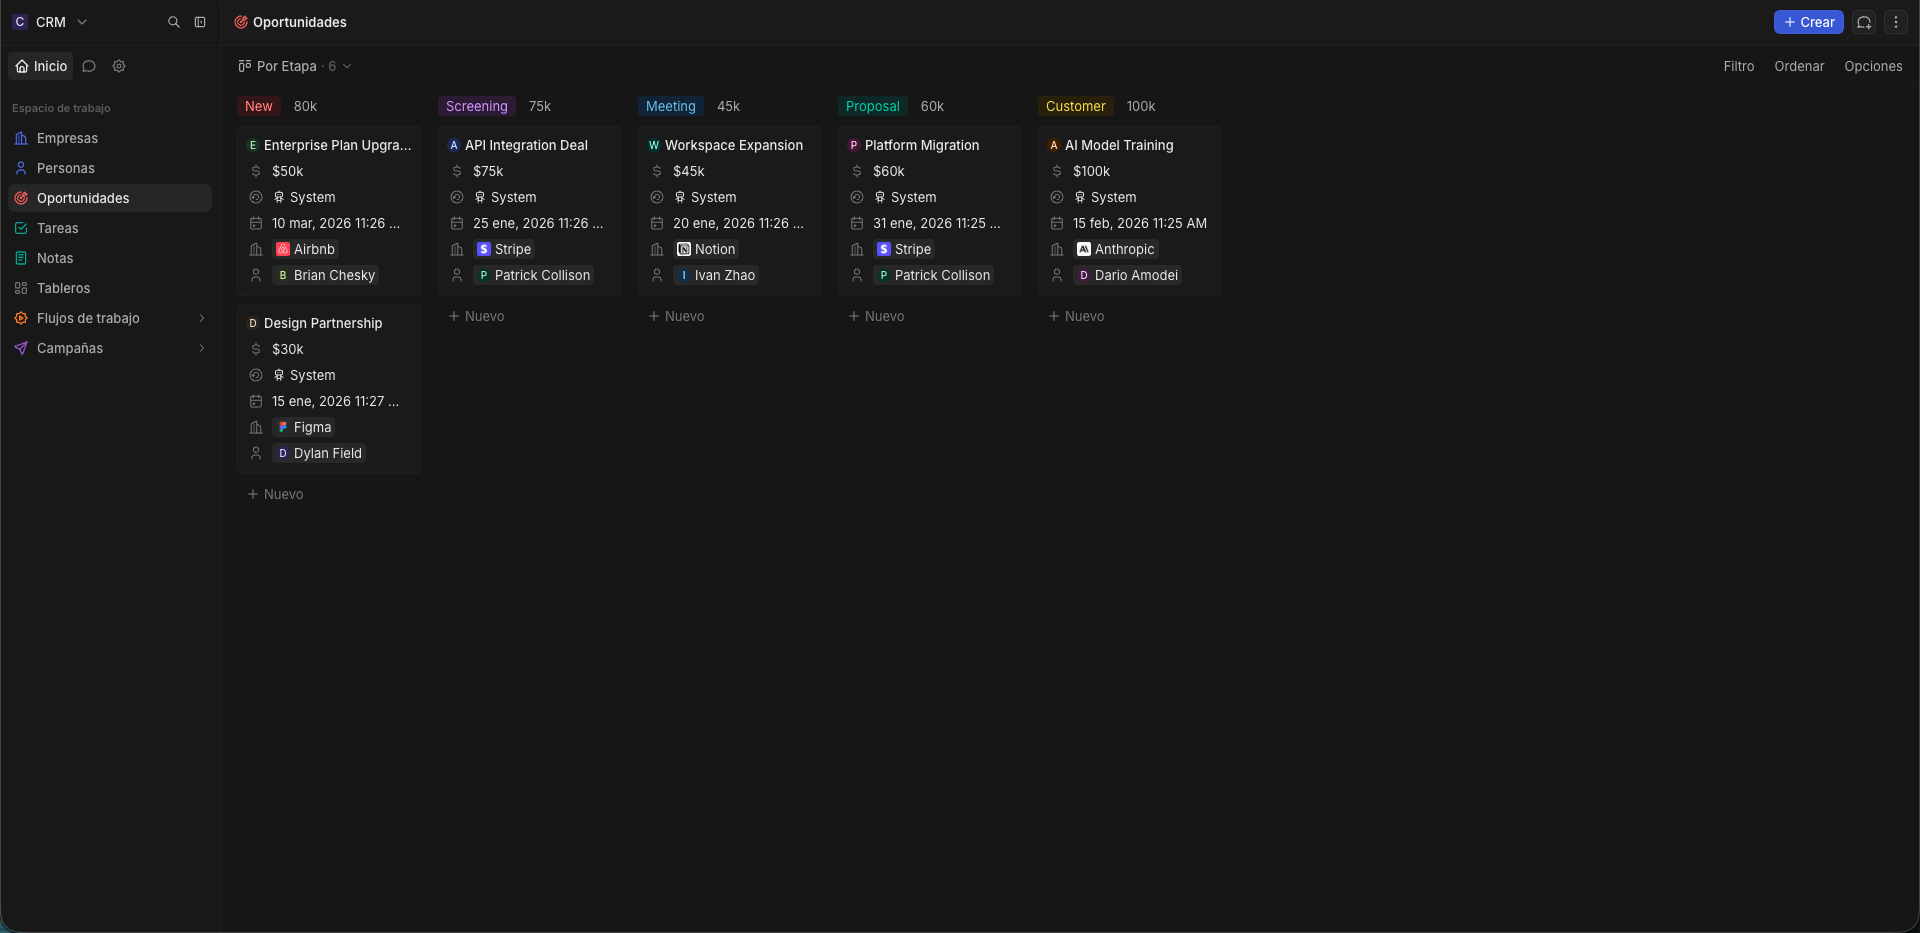 C CRM
Oportunidades
Crear
Inicio
Por Etapa · 6
Filtro Ordenar Opciones
Espacio de trabajo
Empresas
Personas
Oportunidades
Tareas
Notas
Tableros
Flujos de trabajo
Campañas
New 80k
E Enterprise Plan Upgra...
$50k
System
10 mar, 2026 11:26 ...
Airbnb
B Brian Chesky
D Design Partnership
$30k
System
15 ene, 2026 11:27 ...
Figma
D Dylan Field
Nuevo
Screening 75k
A API Integration Deal
$75k
System
25 ene, 2026 11:26 ...
S Stripe
P Patrick Collison
Nuevo
Meeting 45k
W Workspace Expansion
$45k
System
20 ene, 2026 11:26 ...
N Notion
I Ivan Zhao
Nuevo
Proposal 60k
P Platform Migration
$60k
System
31 ene, 2026 11:25 ...
S Stripe
P Patrick Collison
Nuevo
Customer 100k
A AI Model Training
$100k
System
15 feb, 2026 11:25 AM
A\ Anthropic
D Dario Amodei
Nuevo